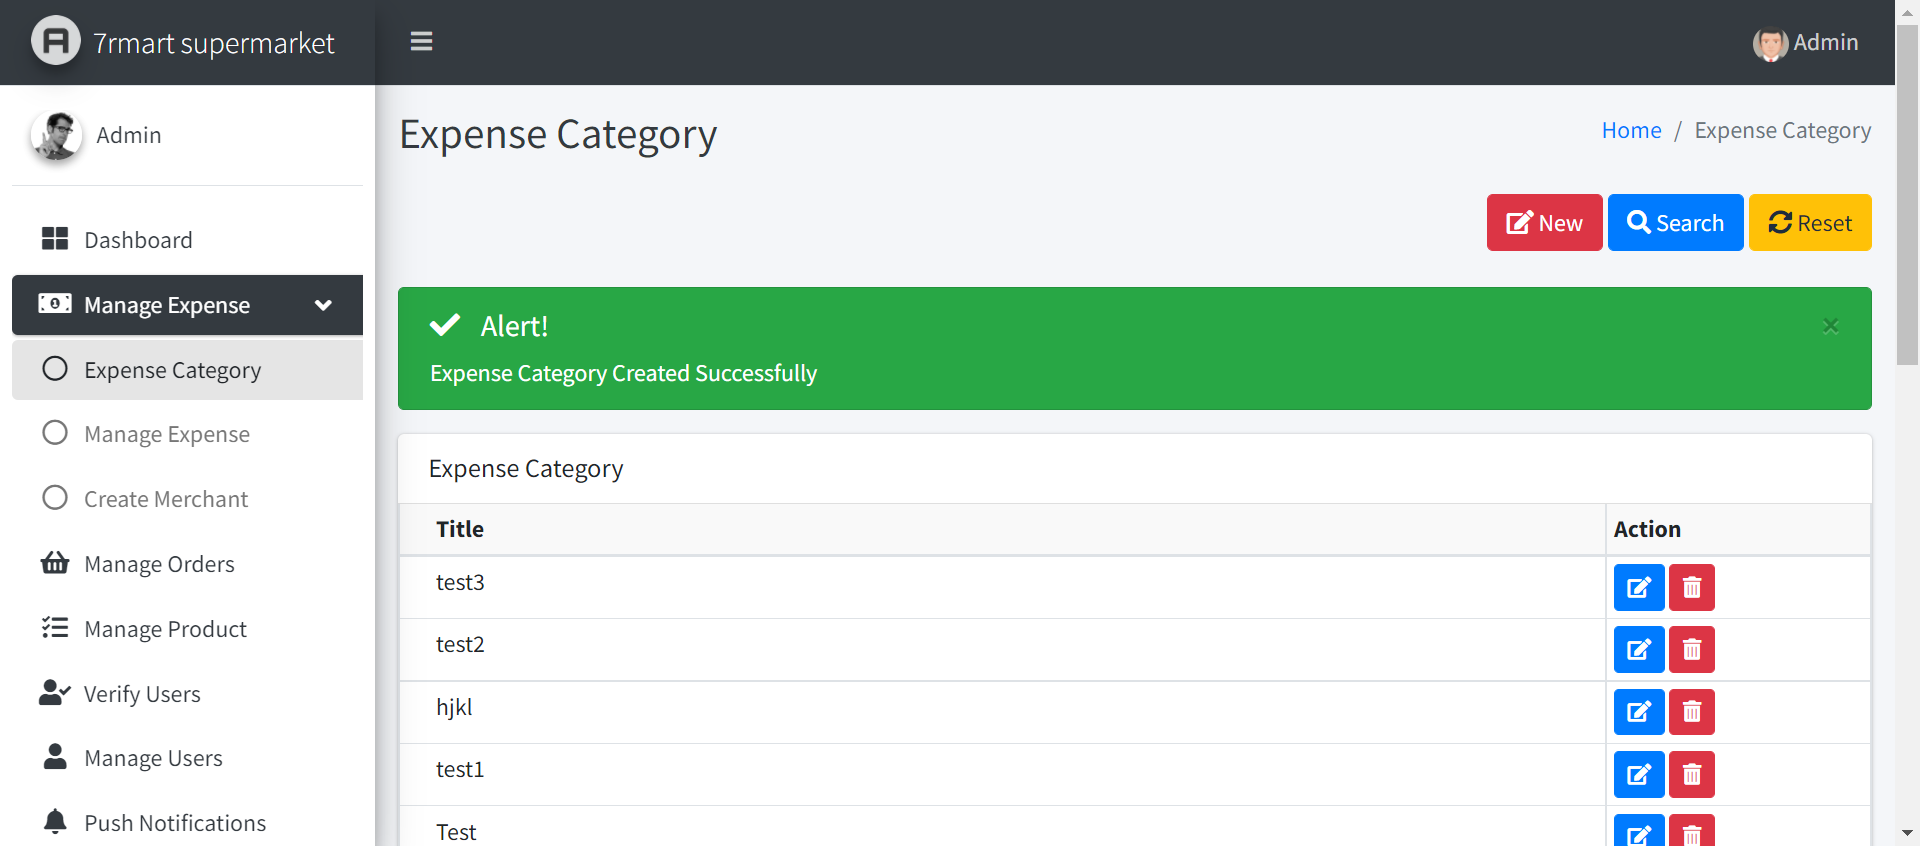 7rmart supermarket
Admin
Admin
Expense Category
Home / Expense Category
Dashboard
Manage Expense
Expense Category
Manage Expense
Create Merchant
Manage Orders
Manage Product
Verify Users
Manage Users
Push Notifications
New
Search
Reset
Alert!
×
Expense Category Created Successfully
Expense Category
Title
Action
test3
test2
hjkl
test1
Test